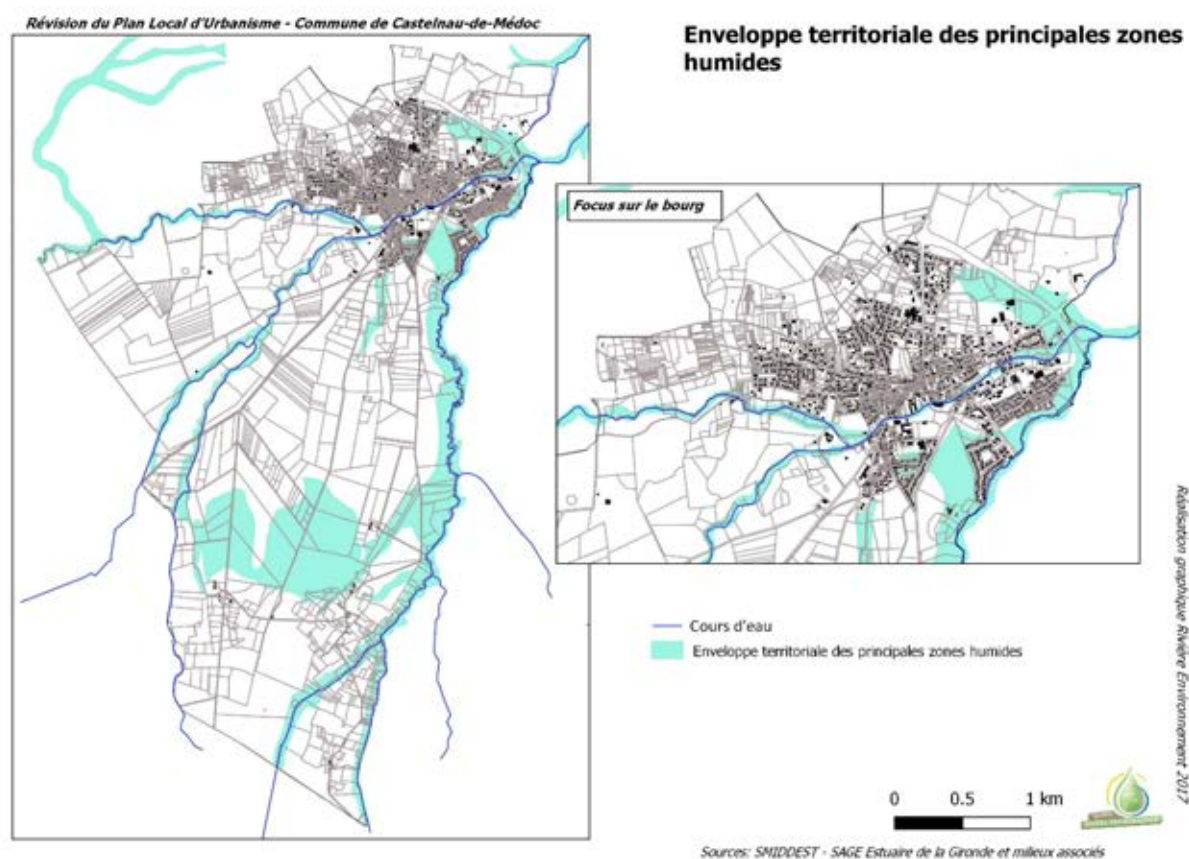 Révision du Plan Local d'Urbanisme - Commune de Castelnau-de-Médoc
Enveloppe territoriale des principales zones
humides
Focus sur le bourg
Cours d'eau
Enveloppe territoriale des principales zones humides
Réalisation graphique Rivière Environnement 2017
0 0.5 1 km
Sources: SMIDDEST - SAGE Estuaire de la Gironde et milieux associés